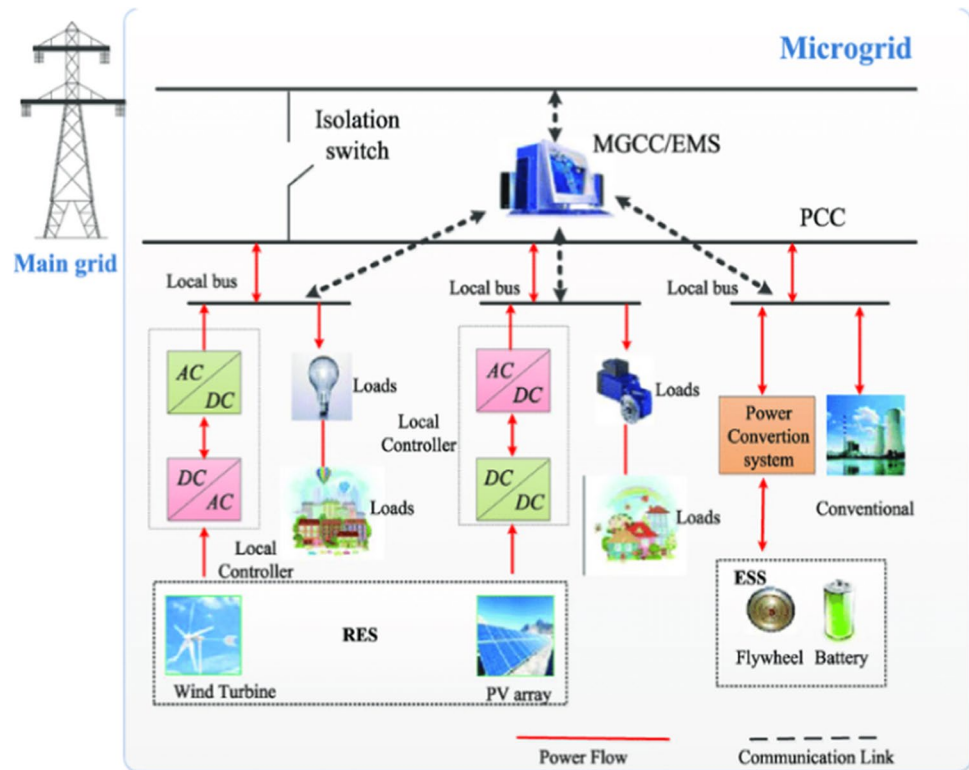 Microgrid
Isolation
switch
MGCC/EMS
PCC
Main grid
Local bus
Local bus
Local bus
AC
DC
Loads
AC
DC
Loads
Local
Controller
Power
Convertion
system
DC
AC
Loads
DC
DC
Loads
Conventional
Local
Controller
ESS
RES
Flywheel
Battery
Wind Turbine
PV array
Power Flow
Communication Link